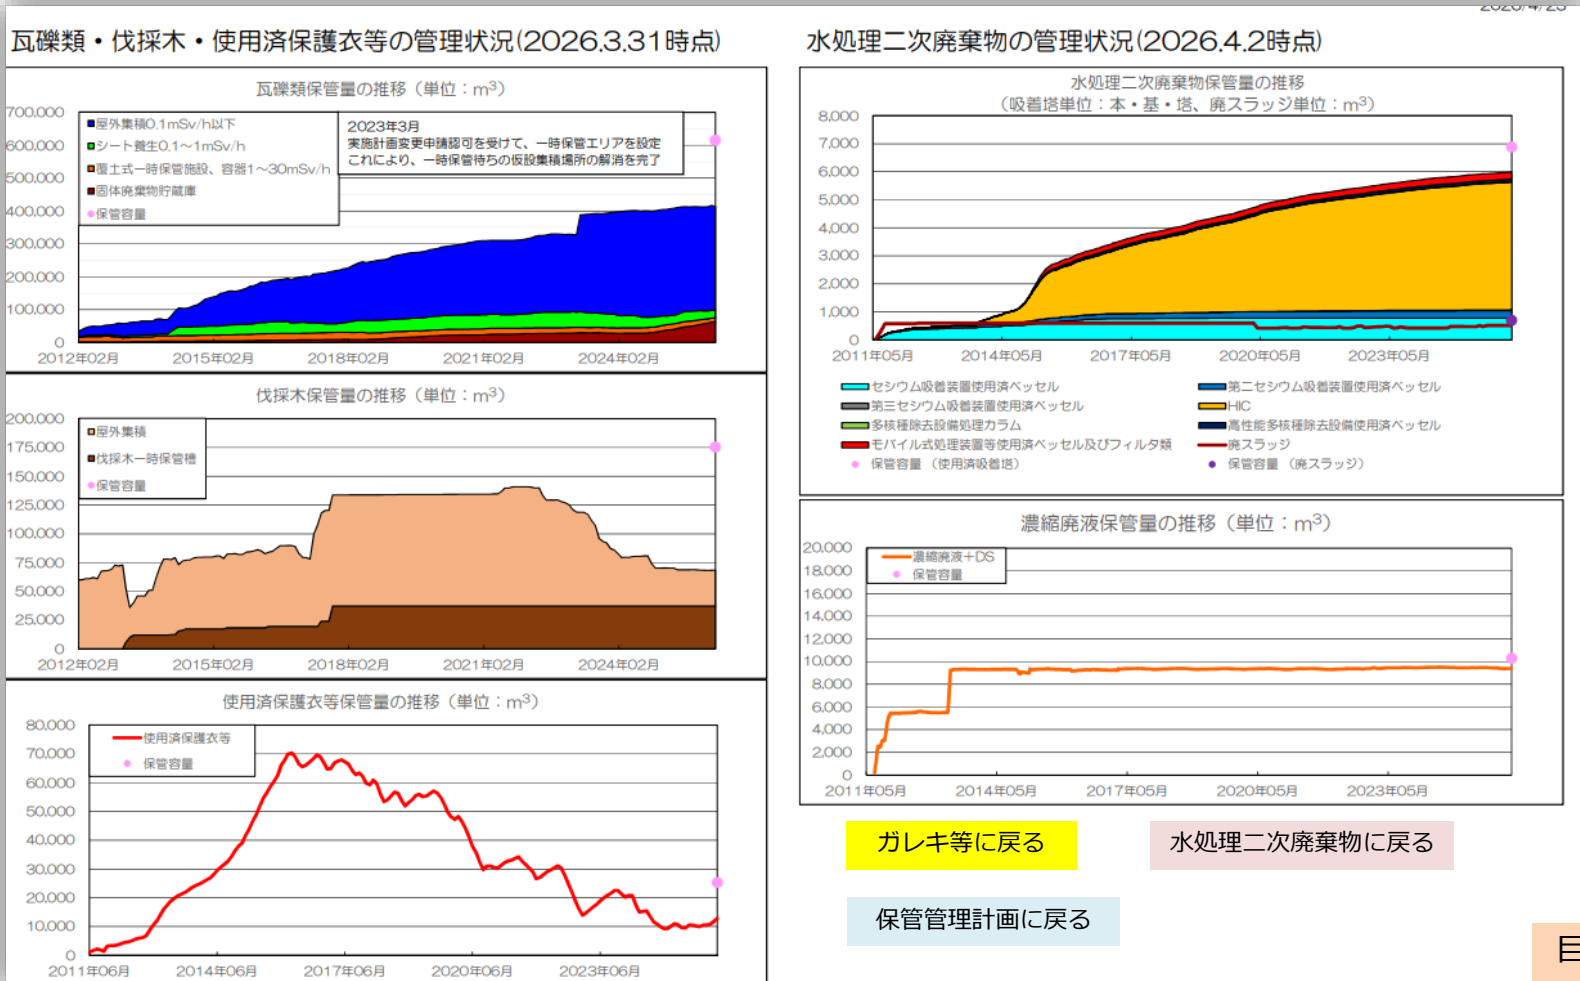 2026/4/23
瓦礫類・伐採木・使用済保護衣等の管理状況(2026.3.31時点)
瓦礫類保管量の推移（単位：m³）
700,000
600,000
500,000
400,000
300,000
200,000
100,000
0
■屋外集積0.1mSv/h以下
■シート養生0.1～1mSv/h
■覆土式一時保管施設、容器1～30mSv/h
■固体廃棄物貯蔵庫
●保管容量
2023年3月
実施計画変更申請認可を受けて、一時保管エリアを設定
これにより、一時保管待ちの仮設集積場所の解消を完了
2012年02月 2015年02月 2018年02月 2021年02月 2024年02月
伐採木保管量の推移（単位：m³）
200,000
175,000
150,000
125,000
100,000
75,000
50,000
25,000
0
■屋外集積
■伐採木一時保管槽
●保管容量
2012年02月 2015年02月 2018年02月 2021年02月 2024年02月
使用済保護衣等保管量の推移（単位：m³）
80,000
70,000
60,000
50,000
40,000
30,000
20,000
10,000
0
使用済保護衣等
保管容量
2011年06月 2014年06月 2017年06月 2020年06月 2023年06月
水処理二次廃棄物の管理状況(2026.4.2時点)
水処理二次廃棄物保管量の推移
（吸着塔単位：本・基・塔、廃スラッジ単位：m³）
8,000
7,000
6,000
5,000
4,000
3,000
2,000
1,000
0
2011年05月 2014年05月 2017年05月 2020年05月 2023年05月
セシウム吸着装置使用済ベッセル 第二セシウム吸着装置使用済ベッセル
第三セシウム吸着装置使用済ベッセル HIC
多核種除去設備処理カラム 高性能多核種除去設備使用済ベッセル
モバイル式処理装置等使用済ベッセル及びフィルタ類 廃スラッジ
保管容量（使用済吸着塔） 保管容量（廃スラッジ）
濃縮廃液保管量の推移（単位：m³）
20,000
18,000
16,000
14,000
12,000
10,000
8,000
6,000
4,000
2,000
0
濃縮廃液+DS
保管容量
2011年05月 2014年05月 2017年05月 2020年05月 2023年05月
ガレキ等に戻る
水処理二次廃棄物に戻る
保管管理計画に戻る
目